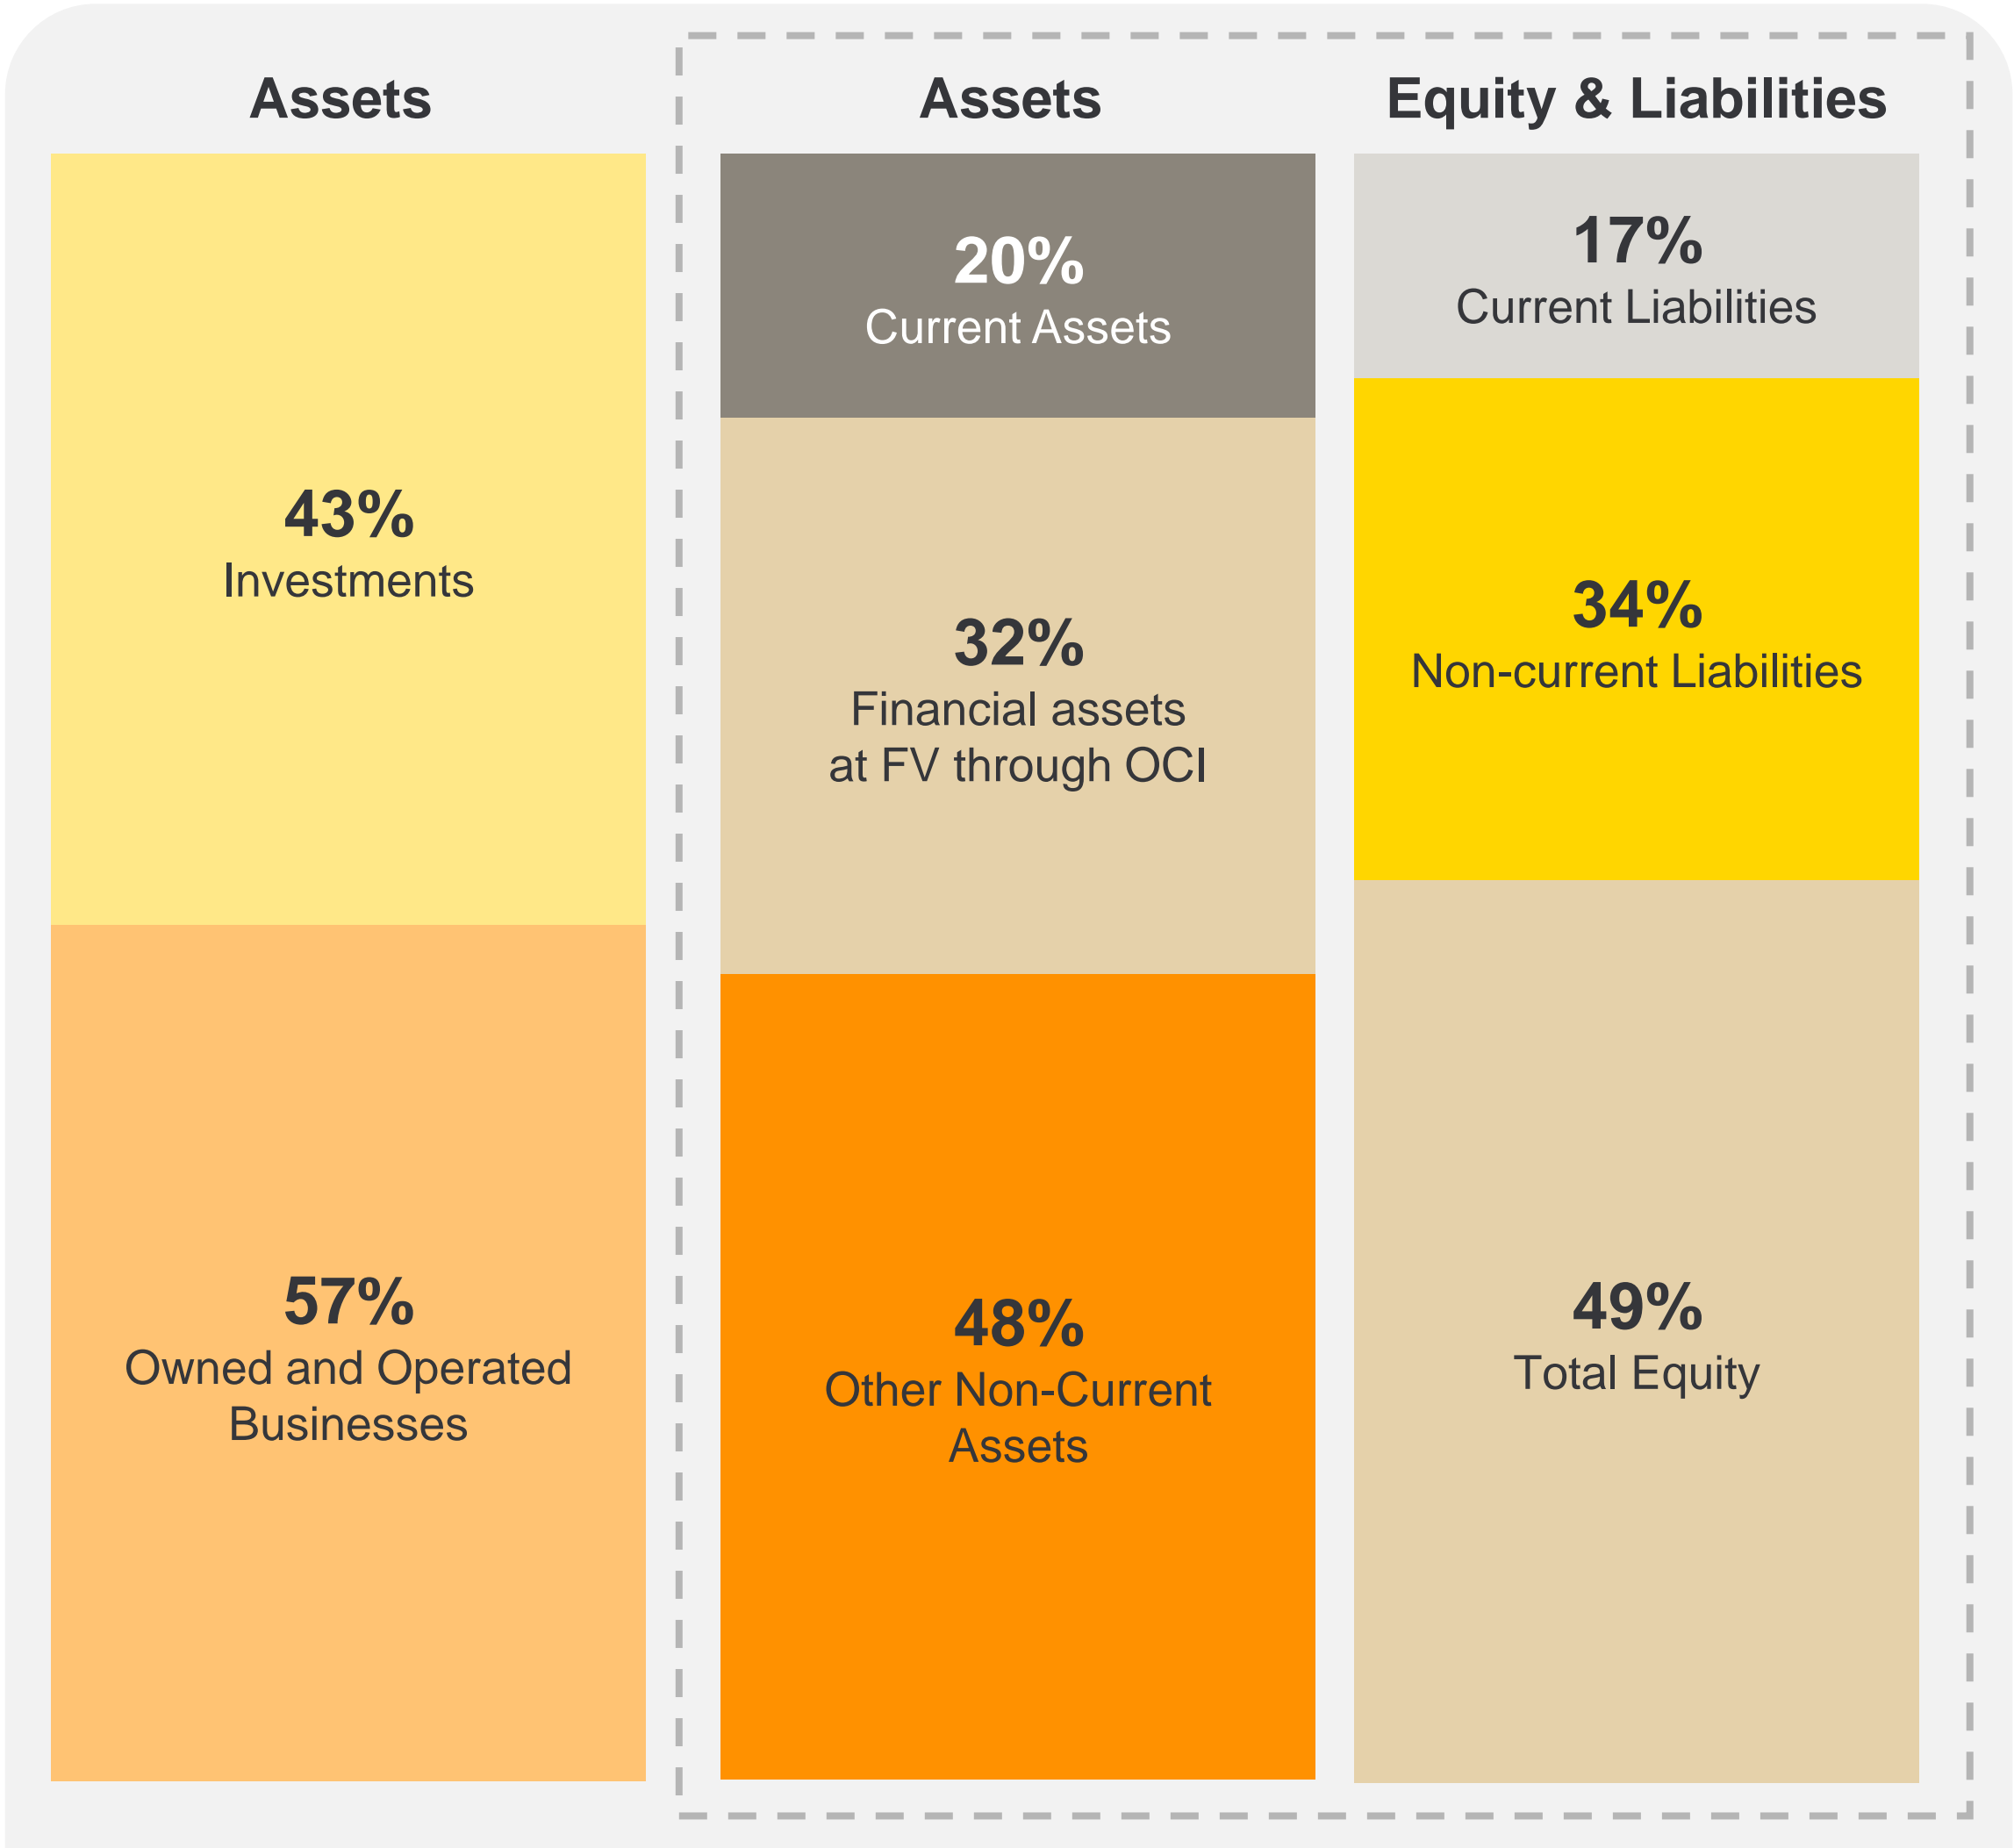 Assets
43%
Investments
57%
Owned and Operated
Businesses
Assets
20%
Current Assets
32%
Financial assets
at FV through OCI
48%
Other Non-Current
Assets
Equity & Liabilities
17%
Current Liabilities
34%
Non-current Liabilities
49%
Total Equity